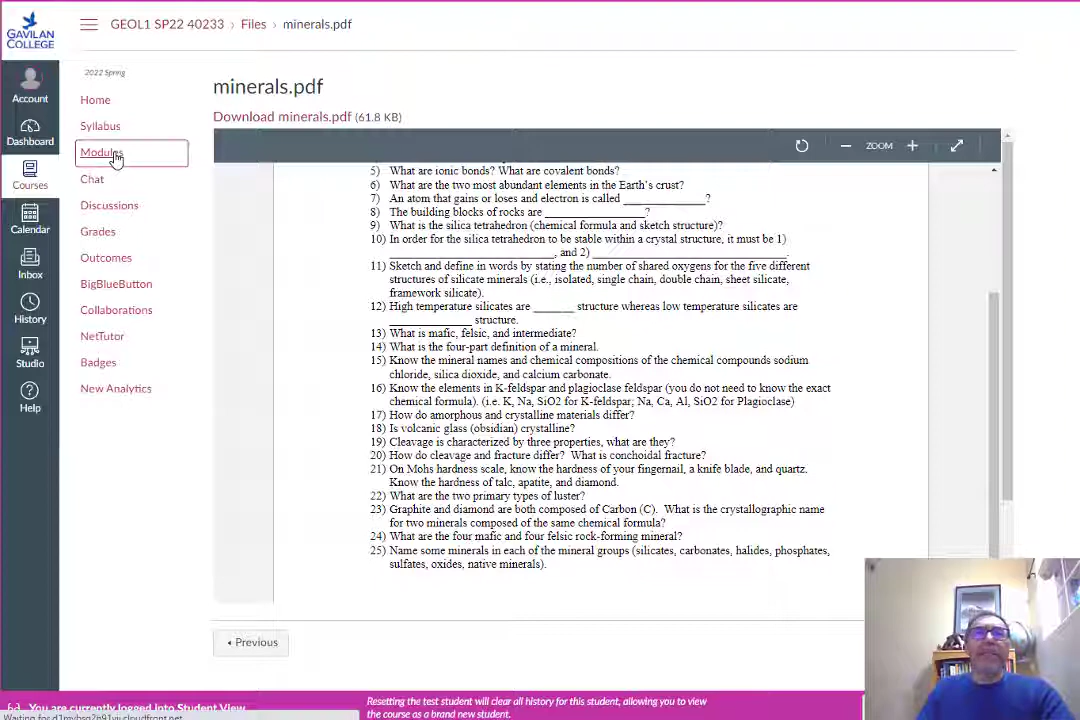 GAVILAN
COLLEGE
GEOL1 SP22 40233 › Files › minerals.pdf
Account
Dashboard
Courses
Calendar
Inbox
History
Studio
Help
2022 Spring
Home
Syllabus
Modules
Chat
Discussions
Grades
Outcomes
BigBlueButton
Collaborations
NetTutor
Badges
New Analytics
minerals.pdf
Download minerals.pdf (61.8 KB)
ZOOM
5) What are ionic bonds? What are covalent bonds?
6) What are the two most abundant elements in the Earth's crust?
7) An atom that gains or loses and electron is called _______________?
8) The building blocks of rocks are __________________?
9) What is the silica tetrahedron (chemical formula and sketch structure)?
10) In order for the silica tetrahedron to be stable within a crystal structure, it must be 1)
_____________________________, and 2) ___________________________________.
11) Sketch and define in words by stating the number of shared oxygens for the five different
structures of silicate minerals (i.e., isolated, single chain, double chain, sheet silicate,
framework silicate).
12) High temperature silicates are _______ structure whereas low temperature silicates are
______________ structure.
13) What is mafic, felsic, and intermediate?
14) What is the four-part definition of a mineral.
15) Know the mineral names and chemical compositions of the chemical compounds sodium
chloride, silica dioxide, and calcium carbonate.
16) Know the elements in K-feldspar and plagioclase feldspar (you do not need to know the exact
chemical formula). (i.e. K, Na, SiO2 for K-feldspar; Na, Ca, Al, SiO2 for Plagioclase)
17) How do amorphous and crystalline materials differ?
18) Is volcanic glass (obsidian) crystalline?
19) Cleavage is characterized by three properties, what are they?
20) How do cleavage and fracture differ? What is conchoidal fracture?
21) On Mohs hardness scale, know the hardness of your fingernail, a knife blade, and quartz.
Know the hardness of talc, apatite, and diamond.
22) What are the two primary types of luster?
23) Graphite and diamond are both composed of Carbon (C). What is the crystallographic name
for two minerals composed of the same chemical formula?
24) What are the four mafic and four felsic rock-forming mineral?
25) Name some minerals in each of the mineral groups (silicates, carbonates, halides, phosphates,
sulfates, oxides, native minerals).
Previous
You are currently logged into Student View
Resetting the test student will clear all history for this student, allowing you to view
the course as a brand new student.